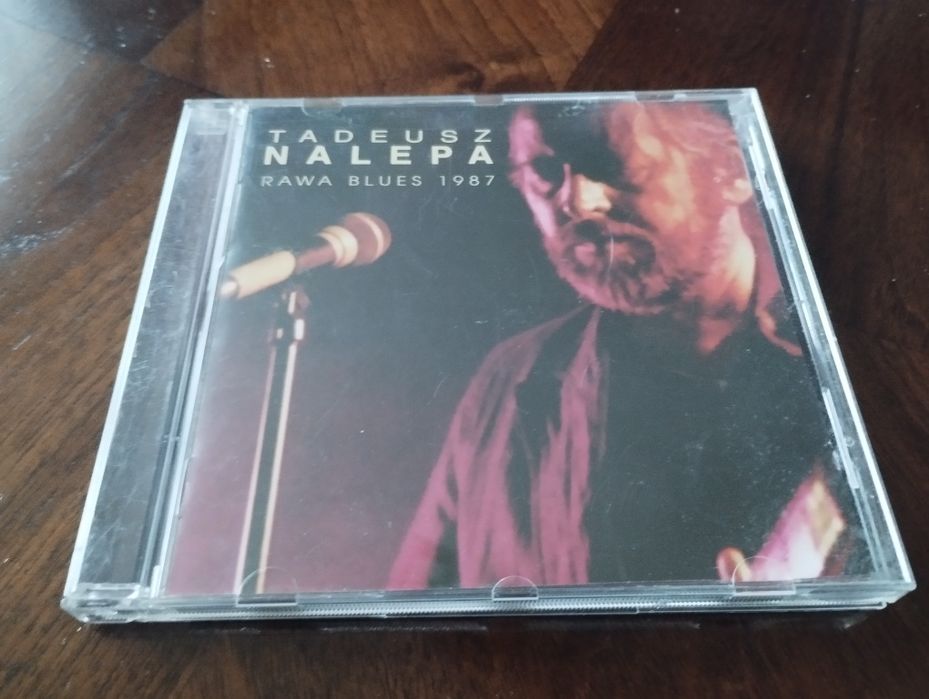 TADEUSZ
NALEPA
RAWA BLUES 1987